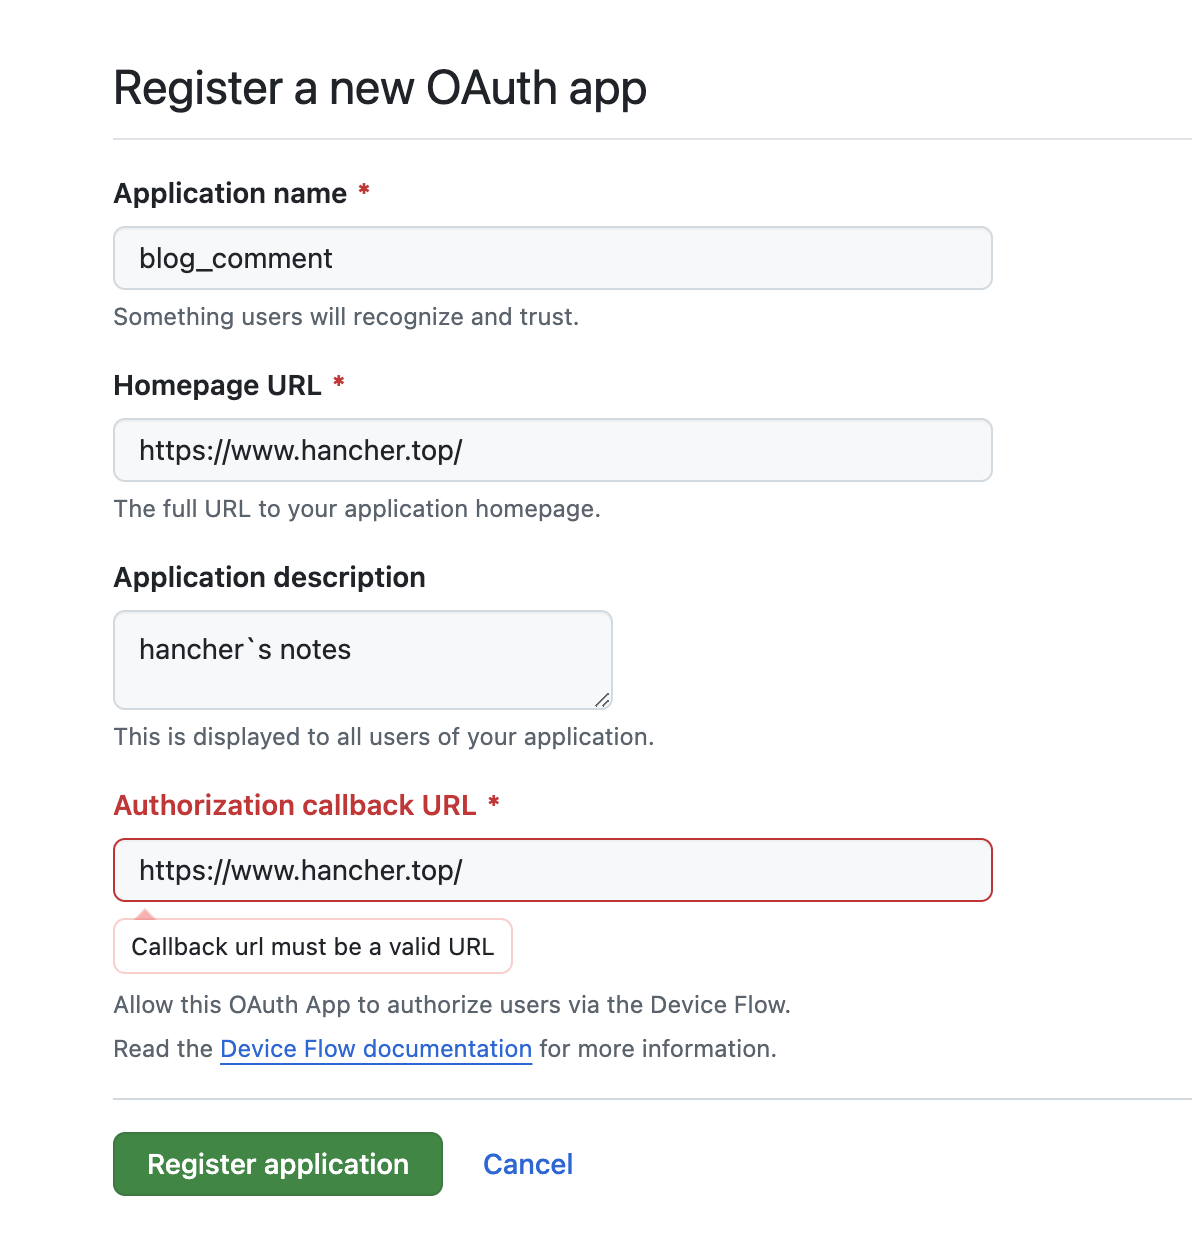 Register a new OAuth app
Application name *
blog_comment
Something users will recognize and trust.
Homepage URL *
https://www.hancher.top/
The full URL to your application homepage.
Application description
hancher`s notes
This is displayed to all users of your application.
Authorization callback URL *
https://www.hancher.top/
Callback url must be a valid URL
Allow this OAuth App to authorize users via the Device Flow.
Read the Device Flow documentation for more information.
Register application
Cancel